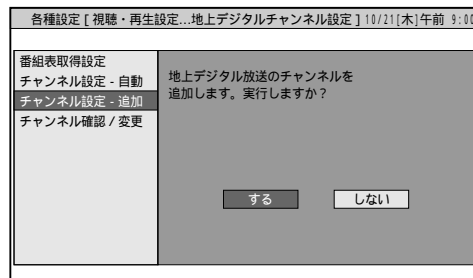 各種設定 [ 視聴・再生設定...地上デジタルチャンネル設定 ] 10/21[木]午前 9:00
番組表取得設定
チャンネル設定 - 自動
チャンネル設定 - 追加
チャンネル確認 / 変更
地上デジタル放送のチャンネルを
追加します。実行しますか？
する
しない